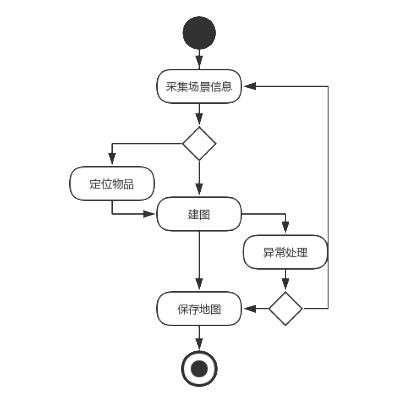 采集场景信息
定位物品
建图
异常处理
保存地图